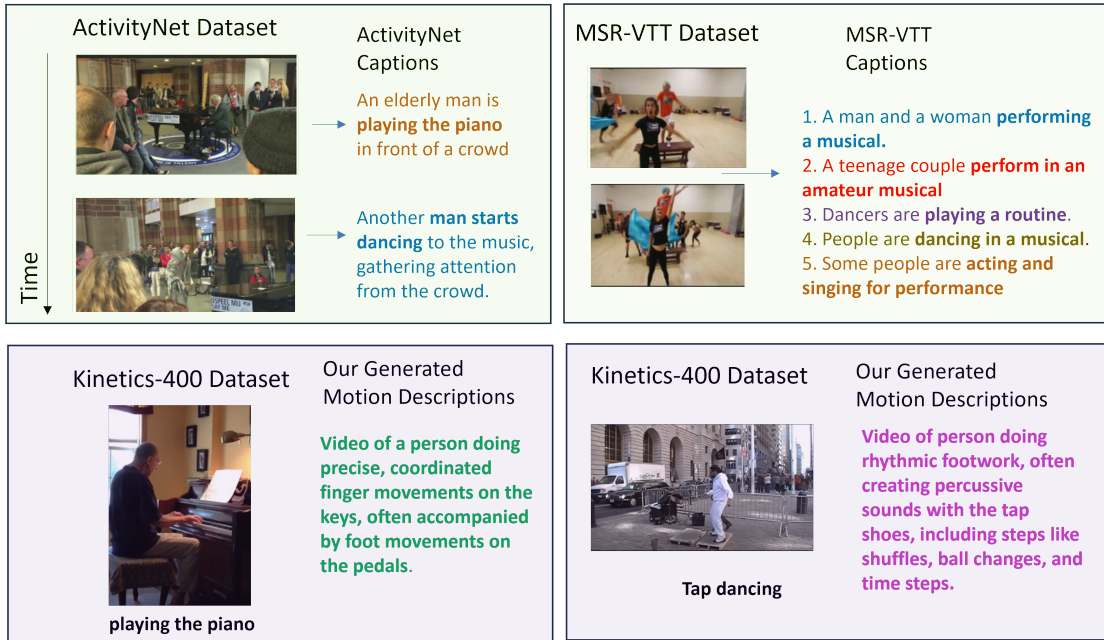 ActivityNet Dataset
ActivityNet
Captions
An elderly man is
playing the piano
in front of a crowd
OF TALENT
Another man starts
dancing to the music,
gathering attention
from the crowd.
Time
MSR-VTT Dataset
MSR-VTT
Captions
1. A man and a woman performing
a musical.
2. A teenage couple perform in an
amateur musical
3. Dancers are playing a routine.
4. People are dancing in a musical.
5. Some people are acting and
singing for performance
Kinetics-400 Dataset
Our Generated
Motion Descriptions
Video of a person doing
precise, coordinated
finger movements on the
keys, often accompanied
by foot movements on
the pedals.
playing the piano
Kinetics-400 Dataset
Our Generated
Motion Descriptions
Video of person doing
rhythmic footwork, often
creating percussive
sounds with the tap
shoes, including steps like
shuffles, ball changes, and
time steps.
Tap dancing